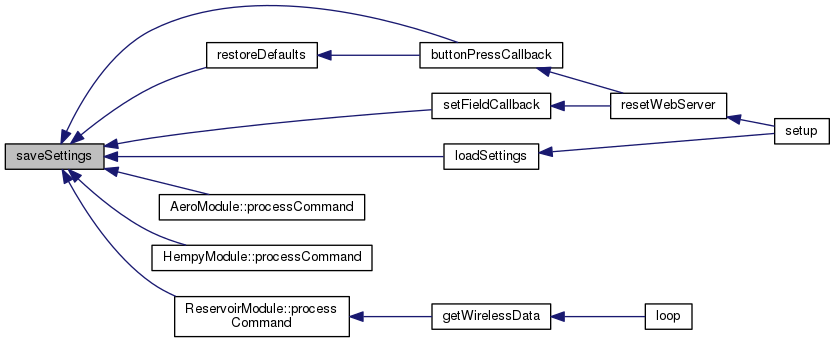 saveSettings
restoreDefaults
buttonPressCallback
setFieldCallback
resetWebServer
setup
loadSettings
AeroModule::processCommand
HempyModule::processCommand
ReservoirModule::process
Command
getWirelessData
loop